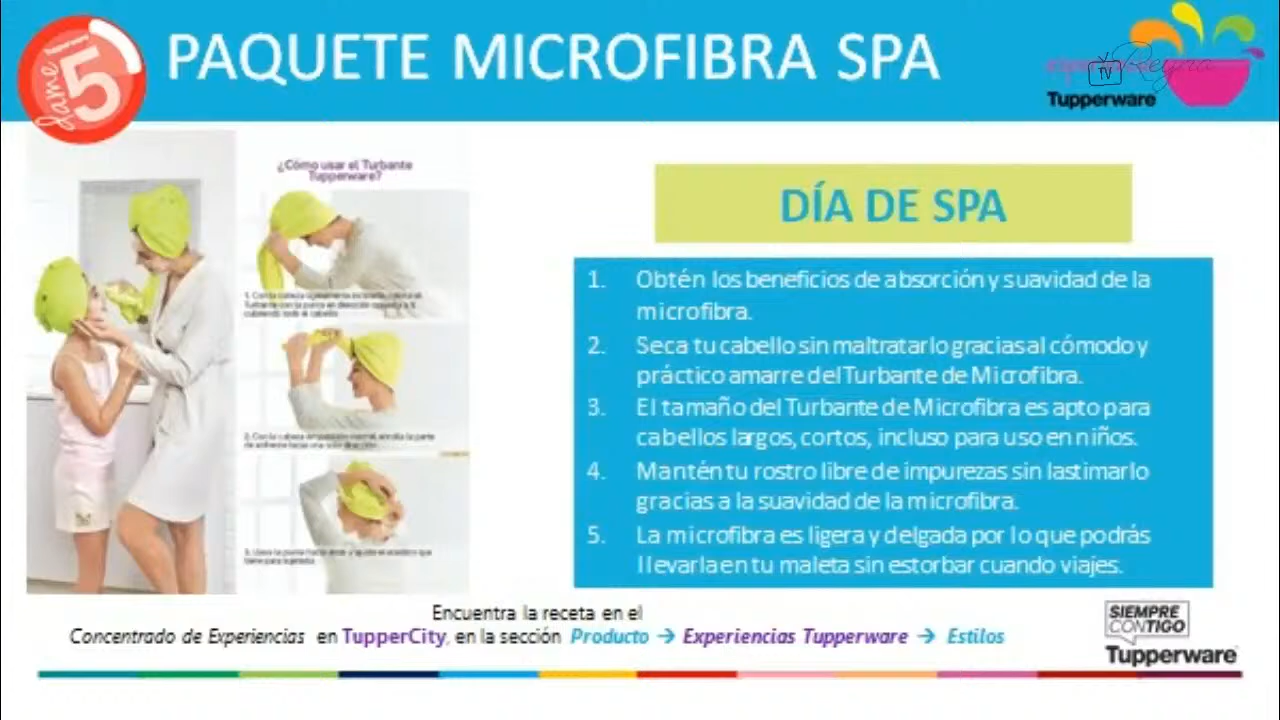 Tupperware
Dame
5
PAQUETE MICROFIBRA SPA
TV Reyna
Tupperware
¿Cómo usar el Turbante
Tupperware?
DÍA DE SPA
1. Obtén los beneficios de absorción y suavidad de la
microfibra.
2. Seca tu cabello sin maltratarlo gracias al cómodo y
práctico amarre del Turbante de Microfibra.
3. El tamaño del Turbante de Microfibra es apto para
cabellos largos, cortos, incluso para uso en niños.
4. Mantén tu rostro libre de impurezas sin lastimarlo
gracias a la suavidad de la microfibra.
5. La microfibra es ligera y delgada por lo que podrás
llevarla en tu maleta sin estorbar cuando viajes.
Encuentra la receta en el
Concentrado de Experiencias en TupperCity, en la sección Producto → Experiencias Tupperware → Estilos
SIEMPRE
CONTIGO
Tupperware